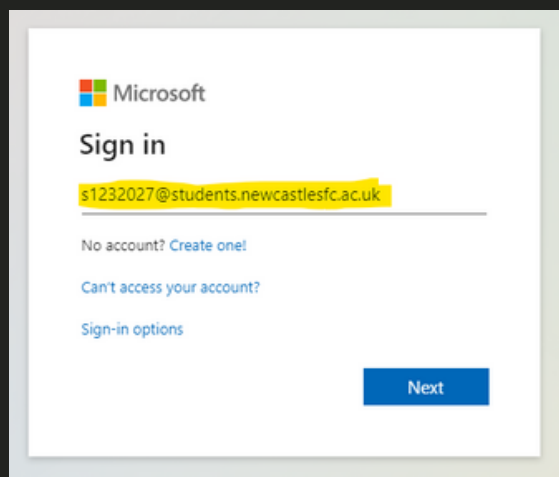 Microsoft
Sign in
s1232027@students.newcastlesfc.ac.uk
No account? Create one!
Can't access your account?
Sign-in options
Next